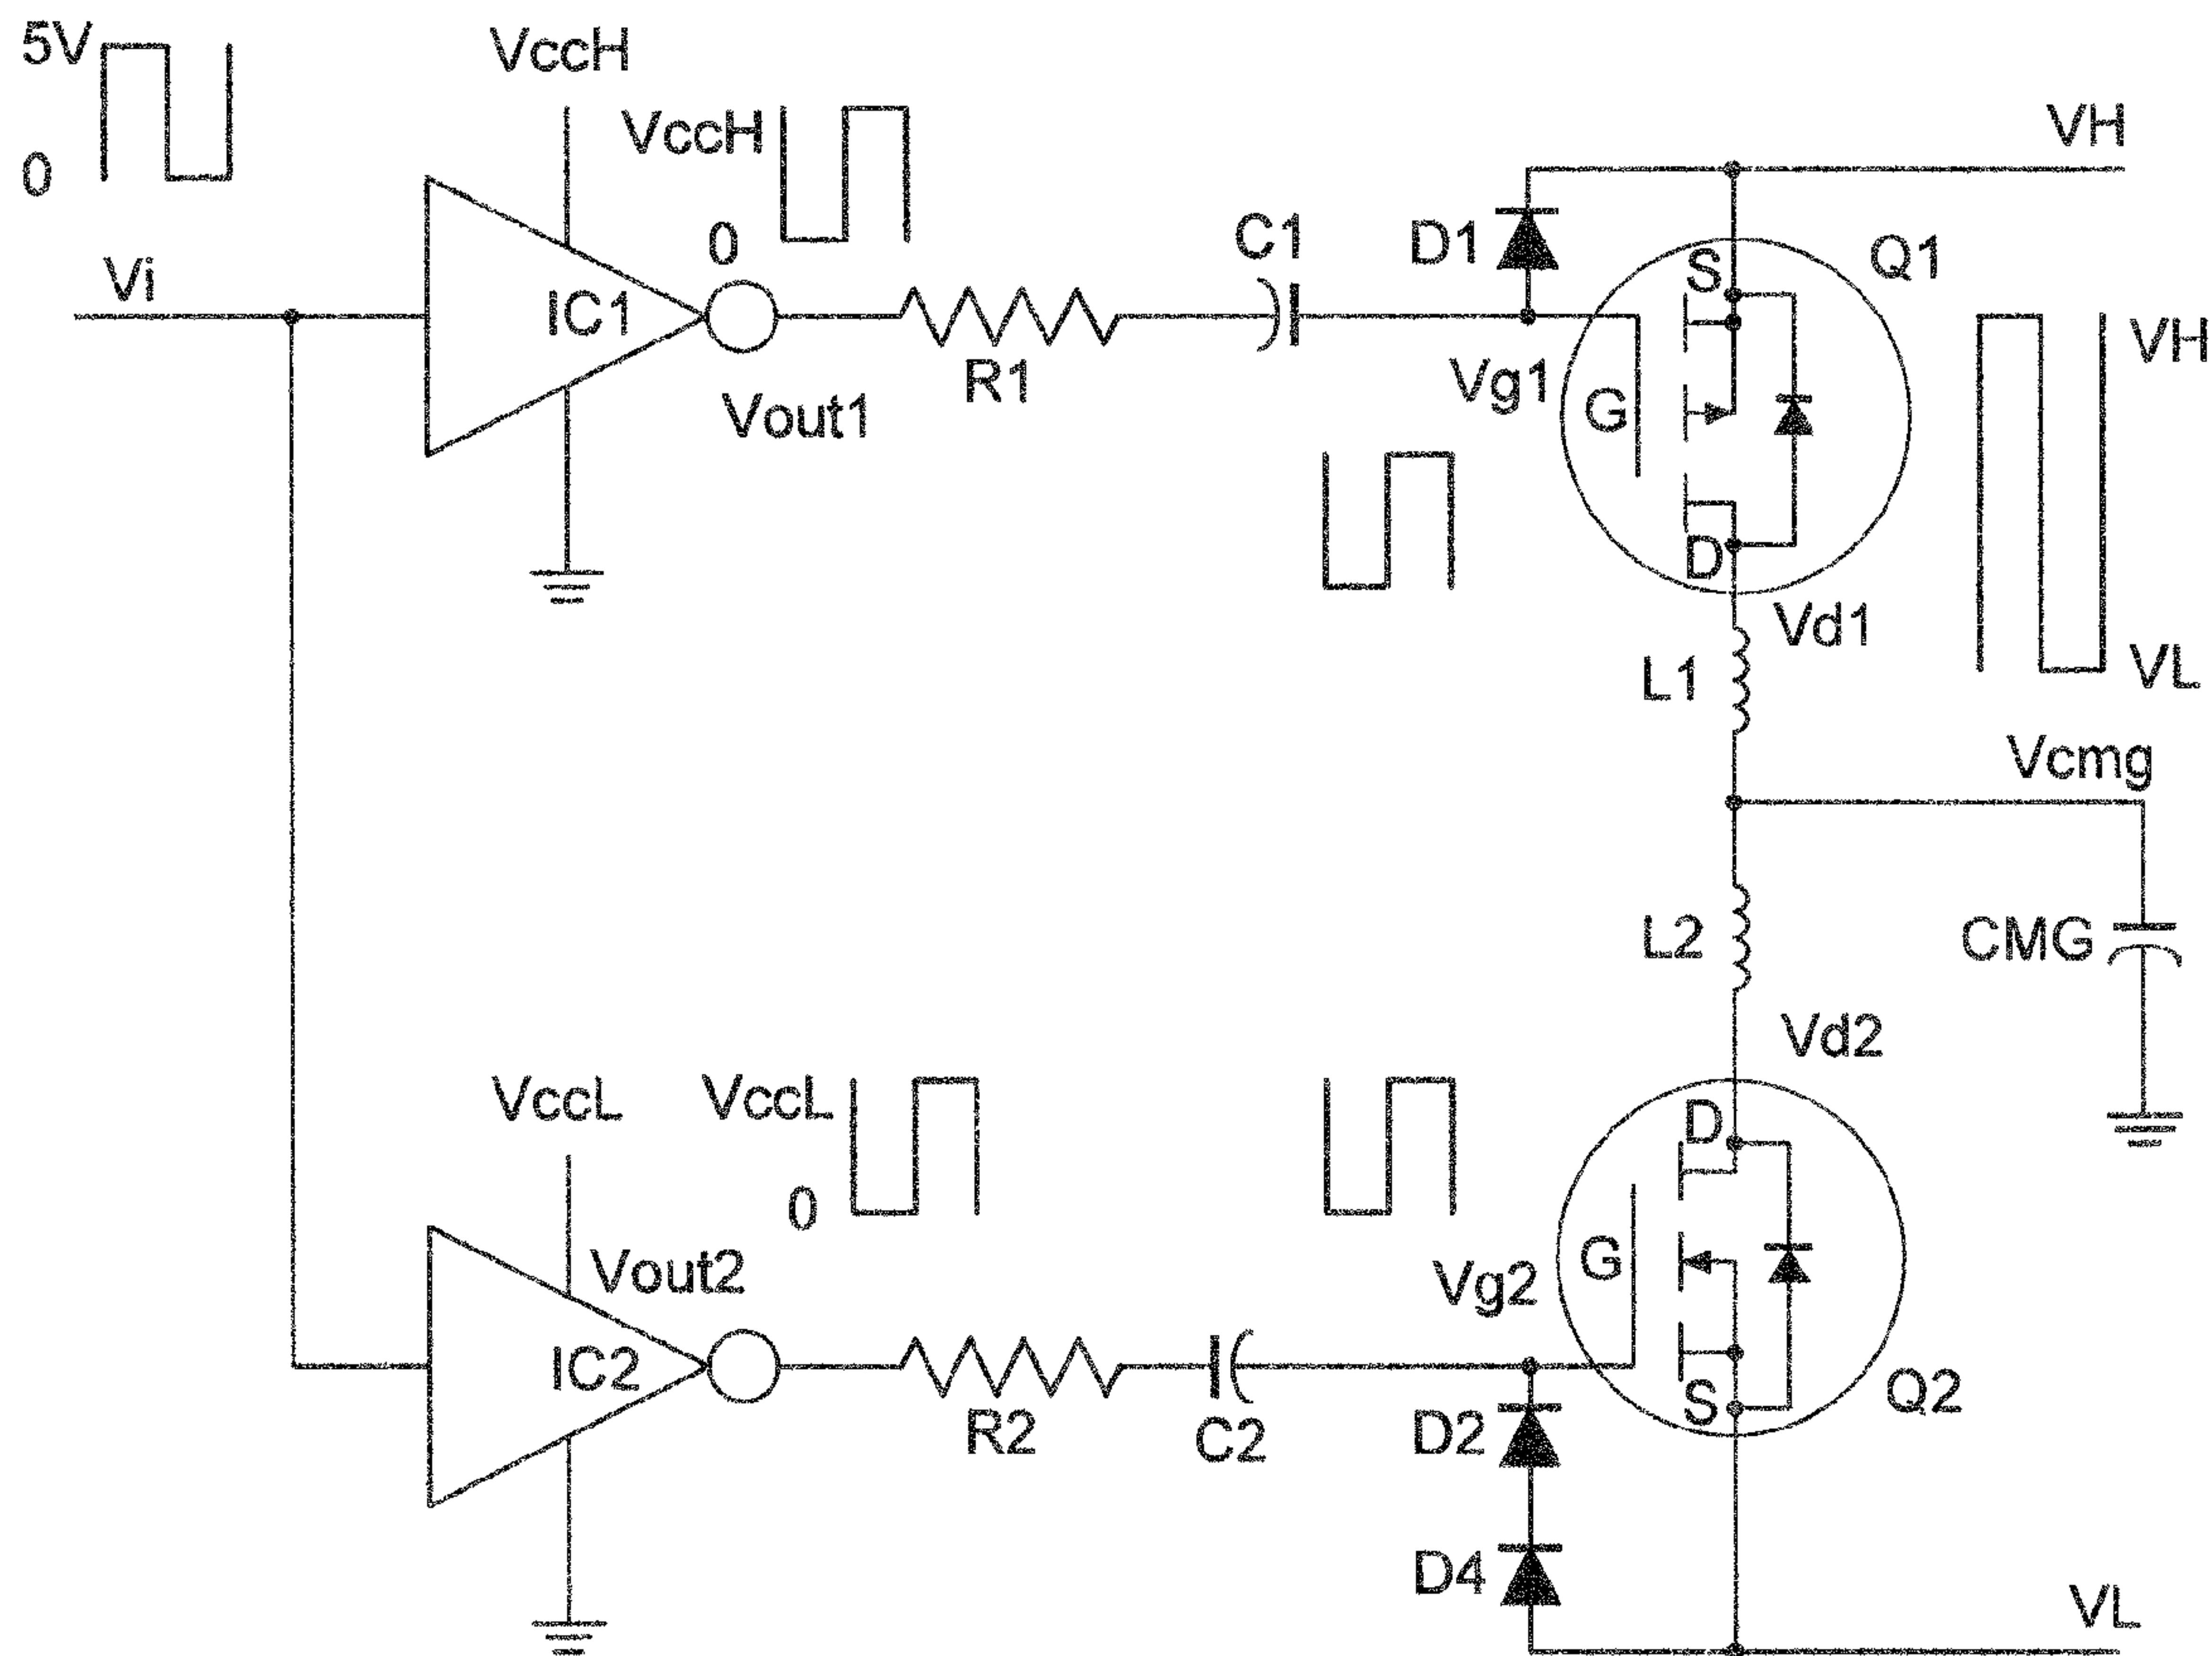 5V
0
VccH
VccH
0
VH
Vi
IC1
Vout1
R1
C1
D1
Vg1
S
G
D
Q1
VH
VL
Vd1
L1
Vcmg
L2
CMG
Vd2
VccL
VccL
0
Vout2
IC2
R2
C2
Vg2
D
G
S
Q2
D2
D4
VL